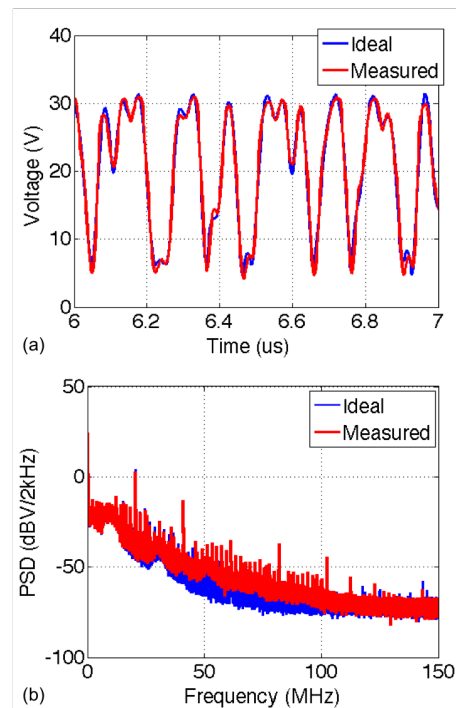 40
30
20
10
0
Voltage (V)
Ideal
Measured
6
6.2
6.4
6.6
6.8
7
Time (us)
(a)
50
0
-50
-100
PSD (dBV/2kHz)
Ideal
Measured
0
50
100
150
Frequency (MHz)
(b)